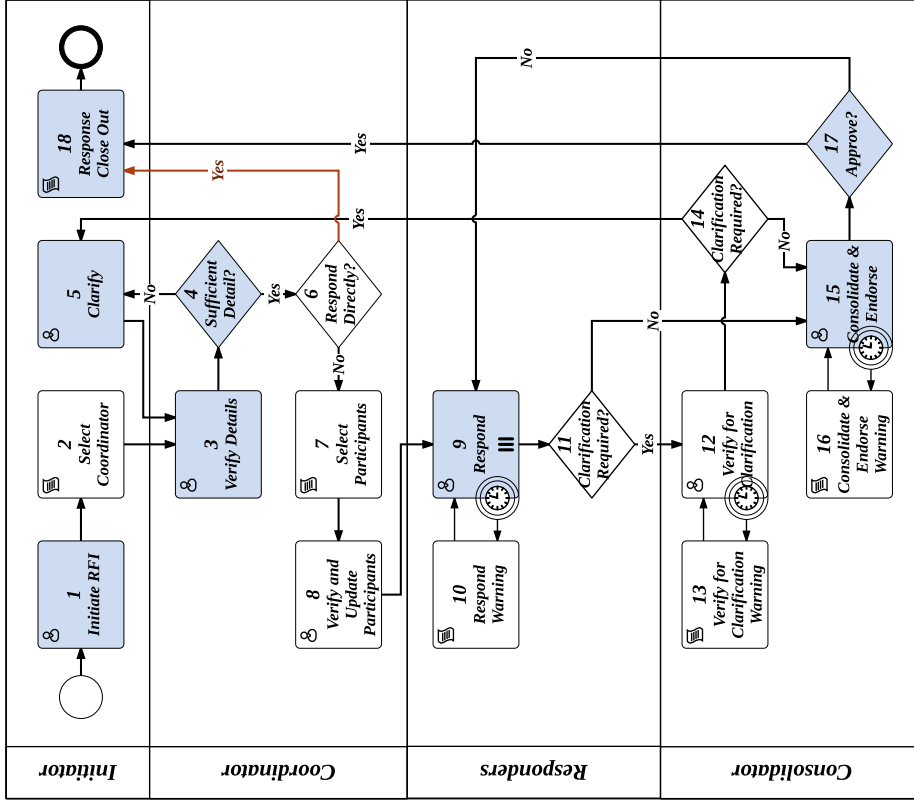 Initiator
1
Initiate RFI
2
Select
Coordinator
5
Clarify
18
Response
Close Out
Coordinator
3
Verify Details
4
Sufficient
Detail?
No
Yes
6
Respond
Directly?
Yes
No
7
Select
Participants
8
Verify and
Update
Participants
Responders
9
Respond
10
Respond
Warning
11
Clarification
Required?
No
Yes
Consolidator
12
Verify for
Clarification
13
Verify for
Clarification
Warning
14
Clarification
Required?
Yes
No
15
Consolidate &
Endorse
16
Consolidate &
Endorse
Warning
17
Approve?
Yes
No